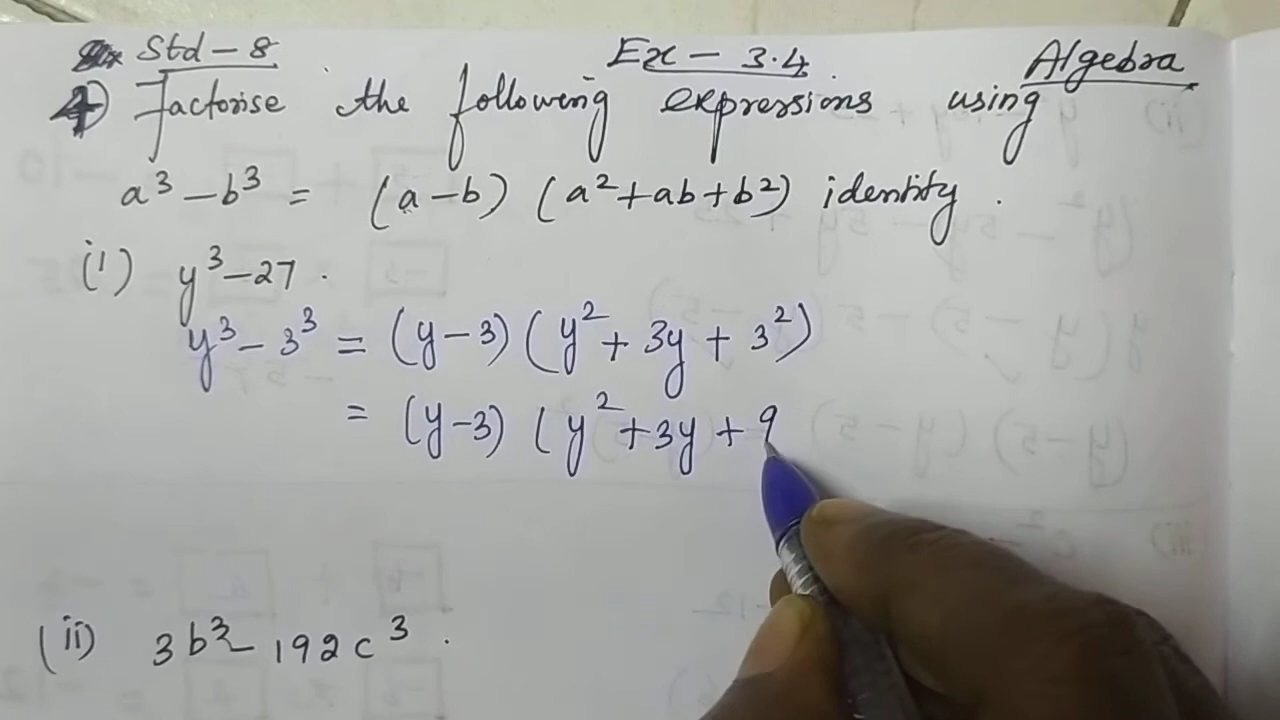 Std - 8 Ex - 3.4 Algebra
4) Factorise the following expressions using
a³ - b³ = (a - b) (a² + ab + b²) identity.
(i) y³ - 27.
y³ - 3³ = (y - 3) (y² + 3y + 3²)
= (y - 3) (y² + 3y + 9
(ii) 3b³ - 192c³.